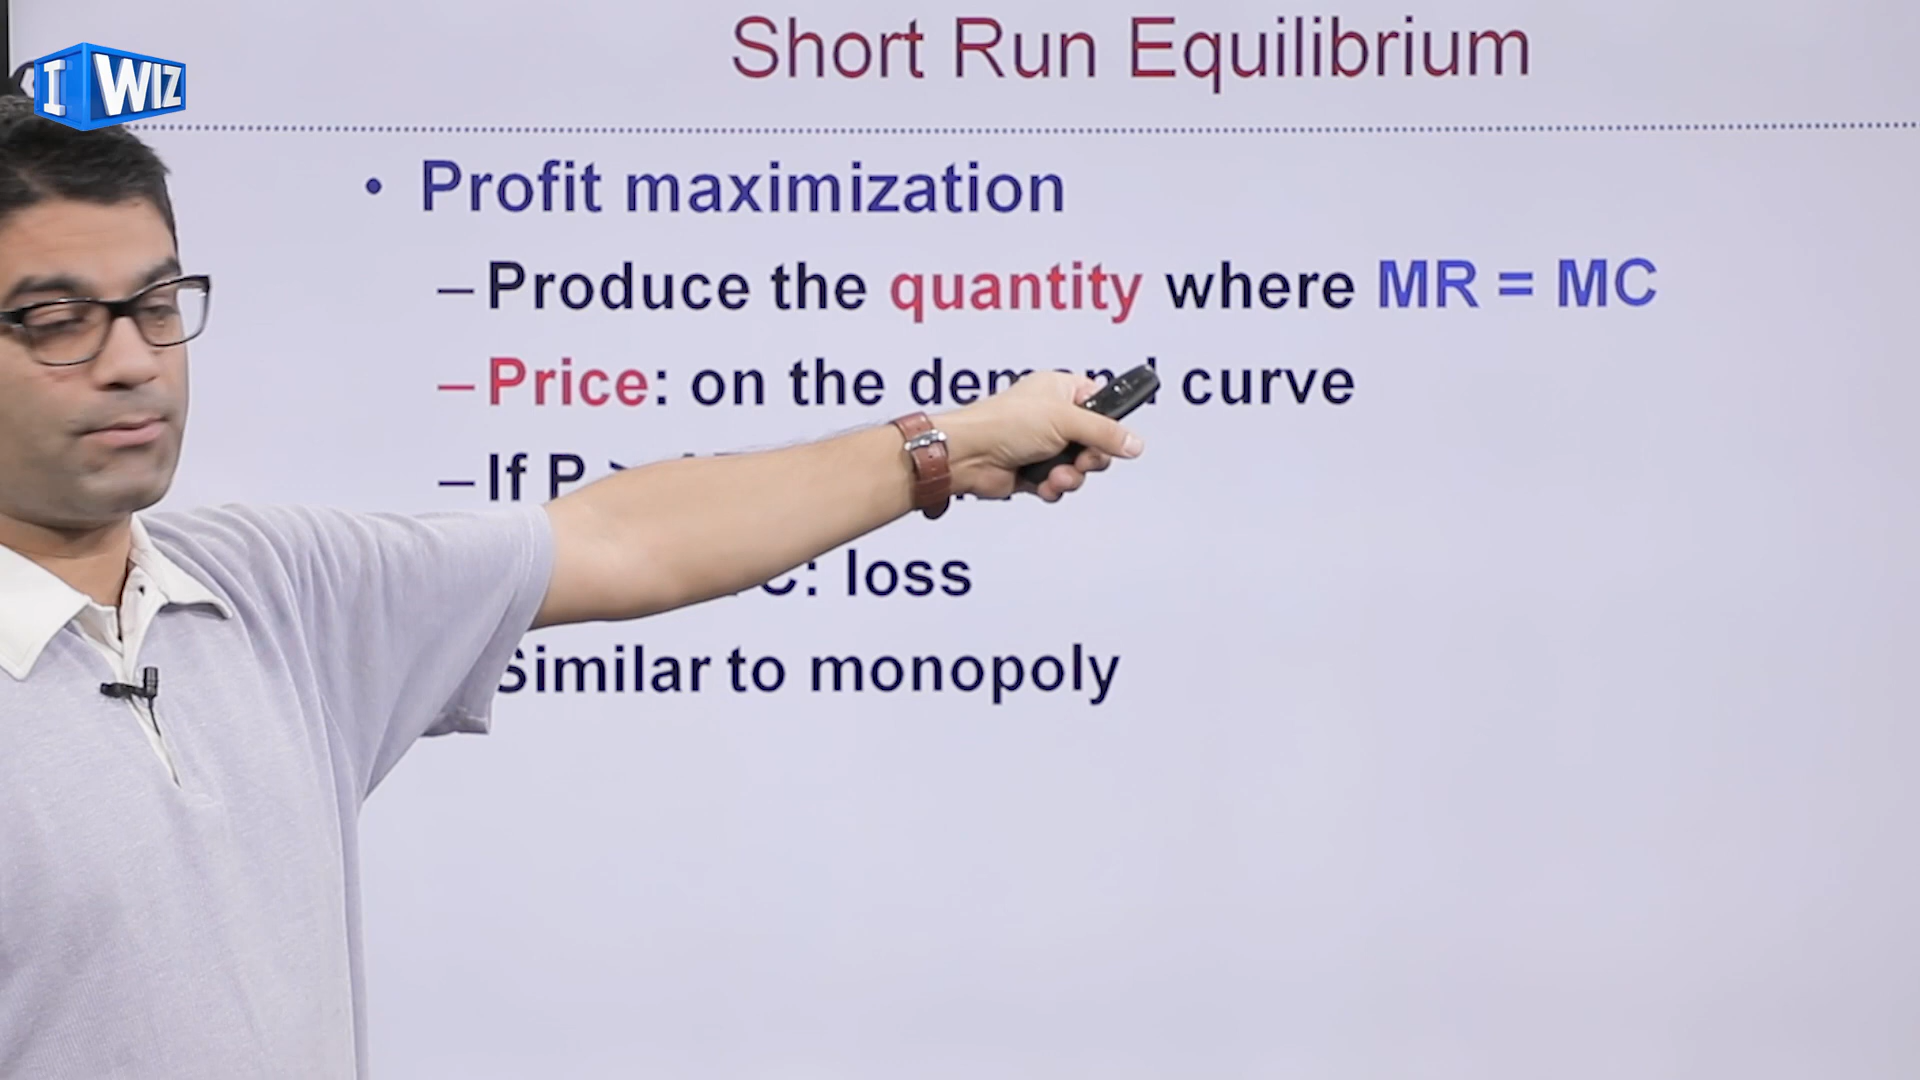 I WIZ
Short Run Equilibrium
• Profit maximization
– Produce the quantity where MR = MC
– Price: on the curve
– If P
loss
Similar to monopoly